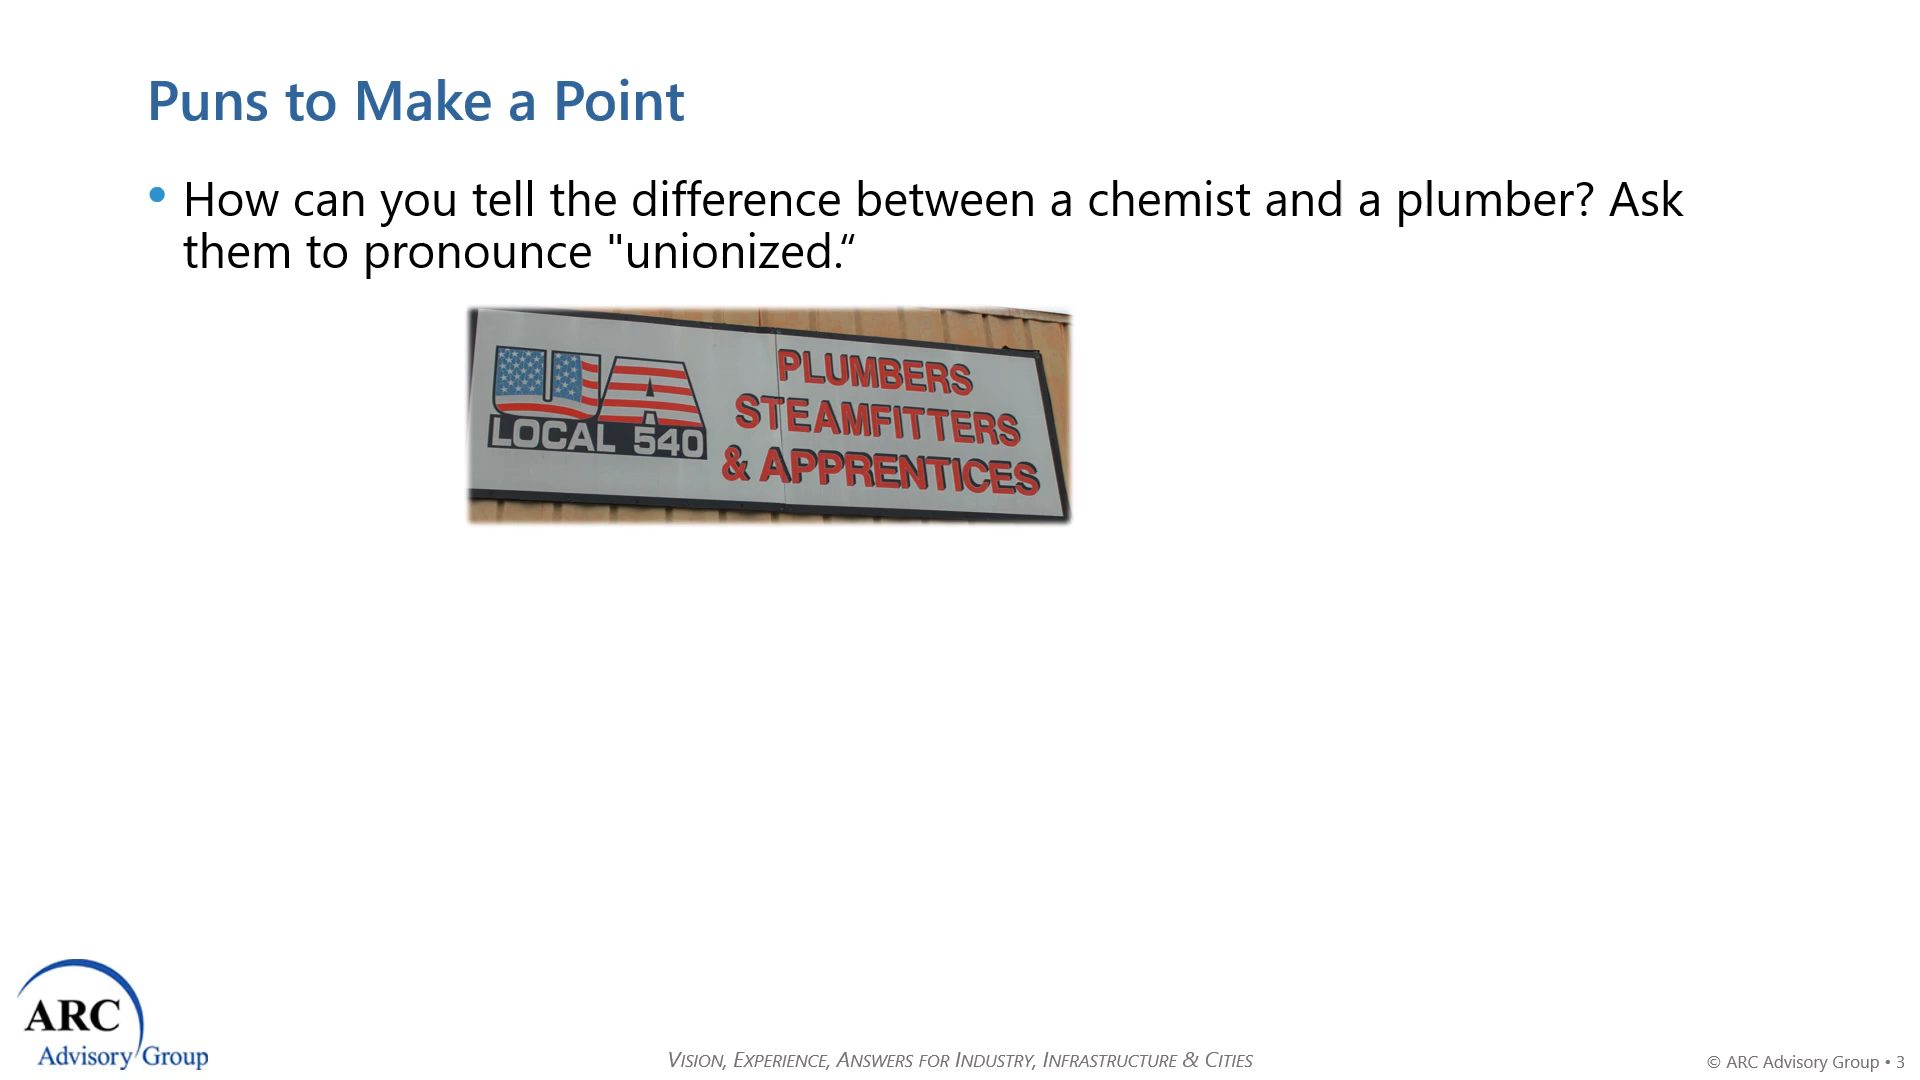 Puns to Make a Point
• How can you tell the difference between a chemist and a plumber? Ask
them to pronounce "unionized.“
UA
LOCAL 540
PLUMBERS
STEAMFITTERS
& APPRENTICES
ARC
Advisory Group
VISION, EXPERIENCE, ANSWERS FOR INDUSTRY, INFRASTRUCTURE & CITIES
© ARC Advisory Group • 3